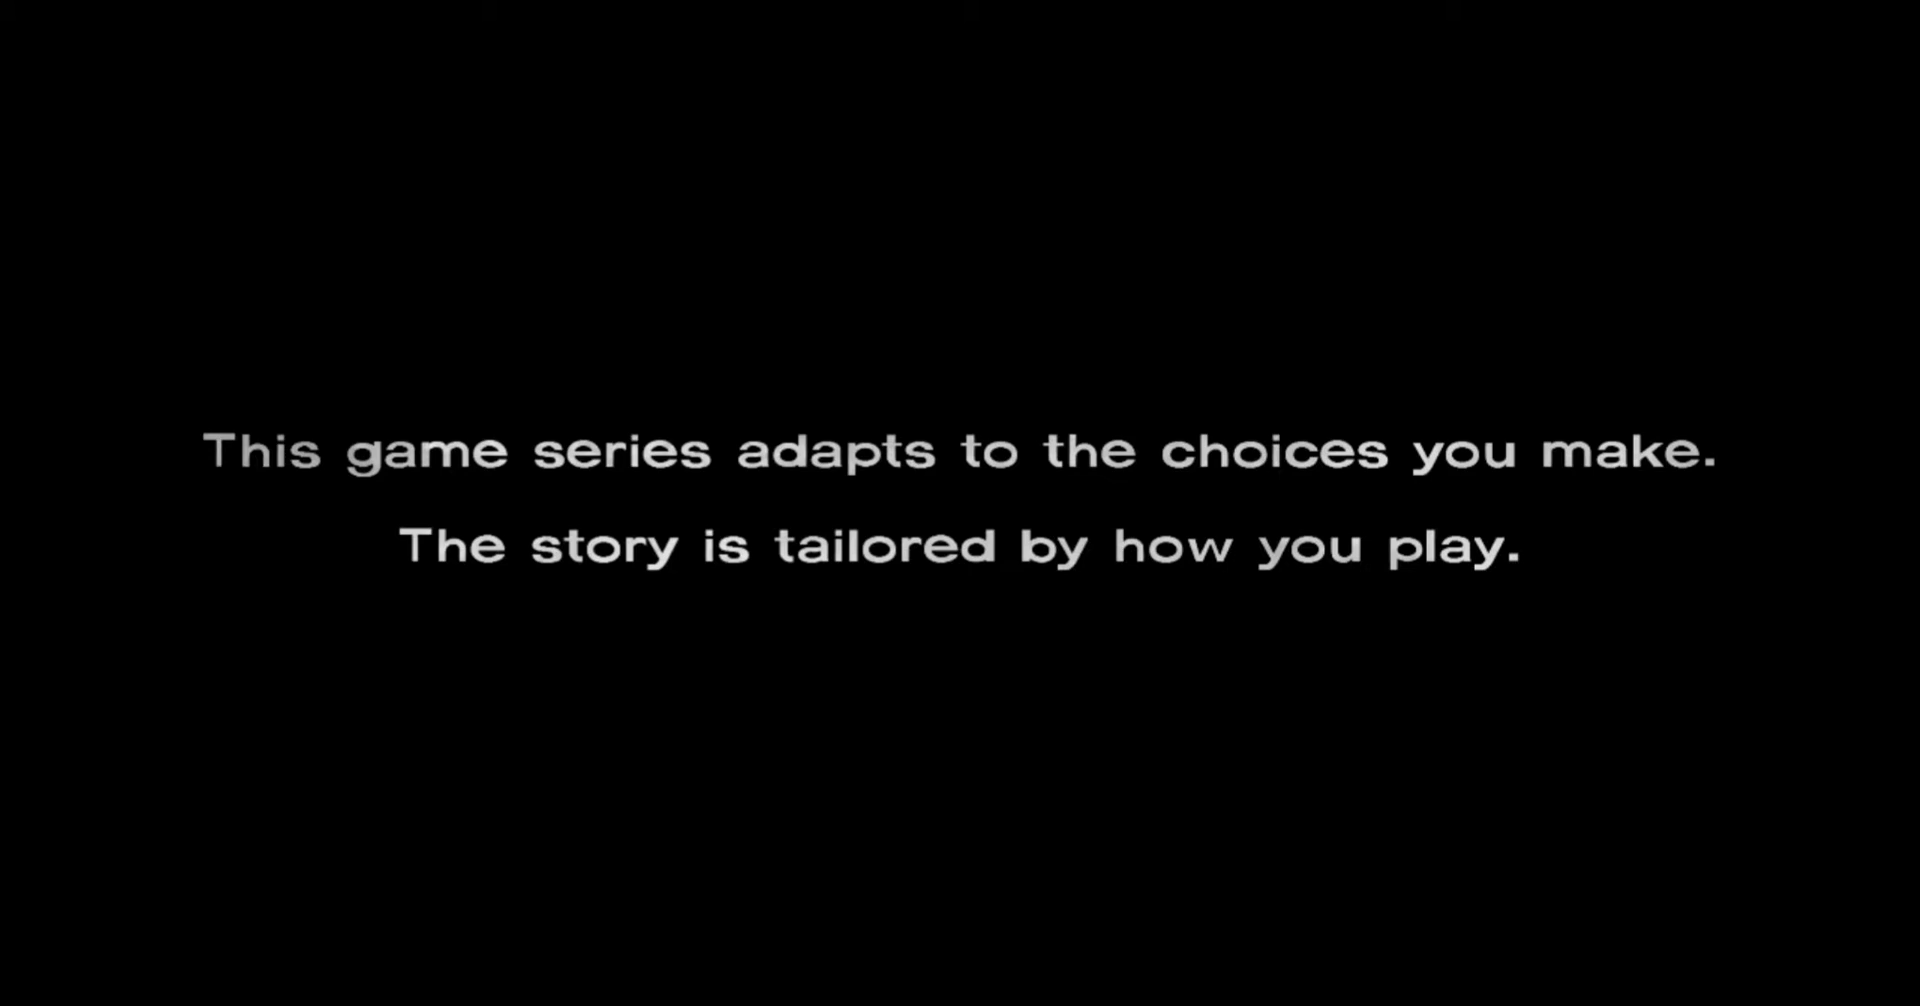 This game series adapts to the choices you make.
The story is tailored by how you play.